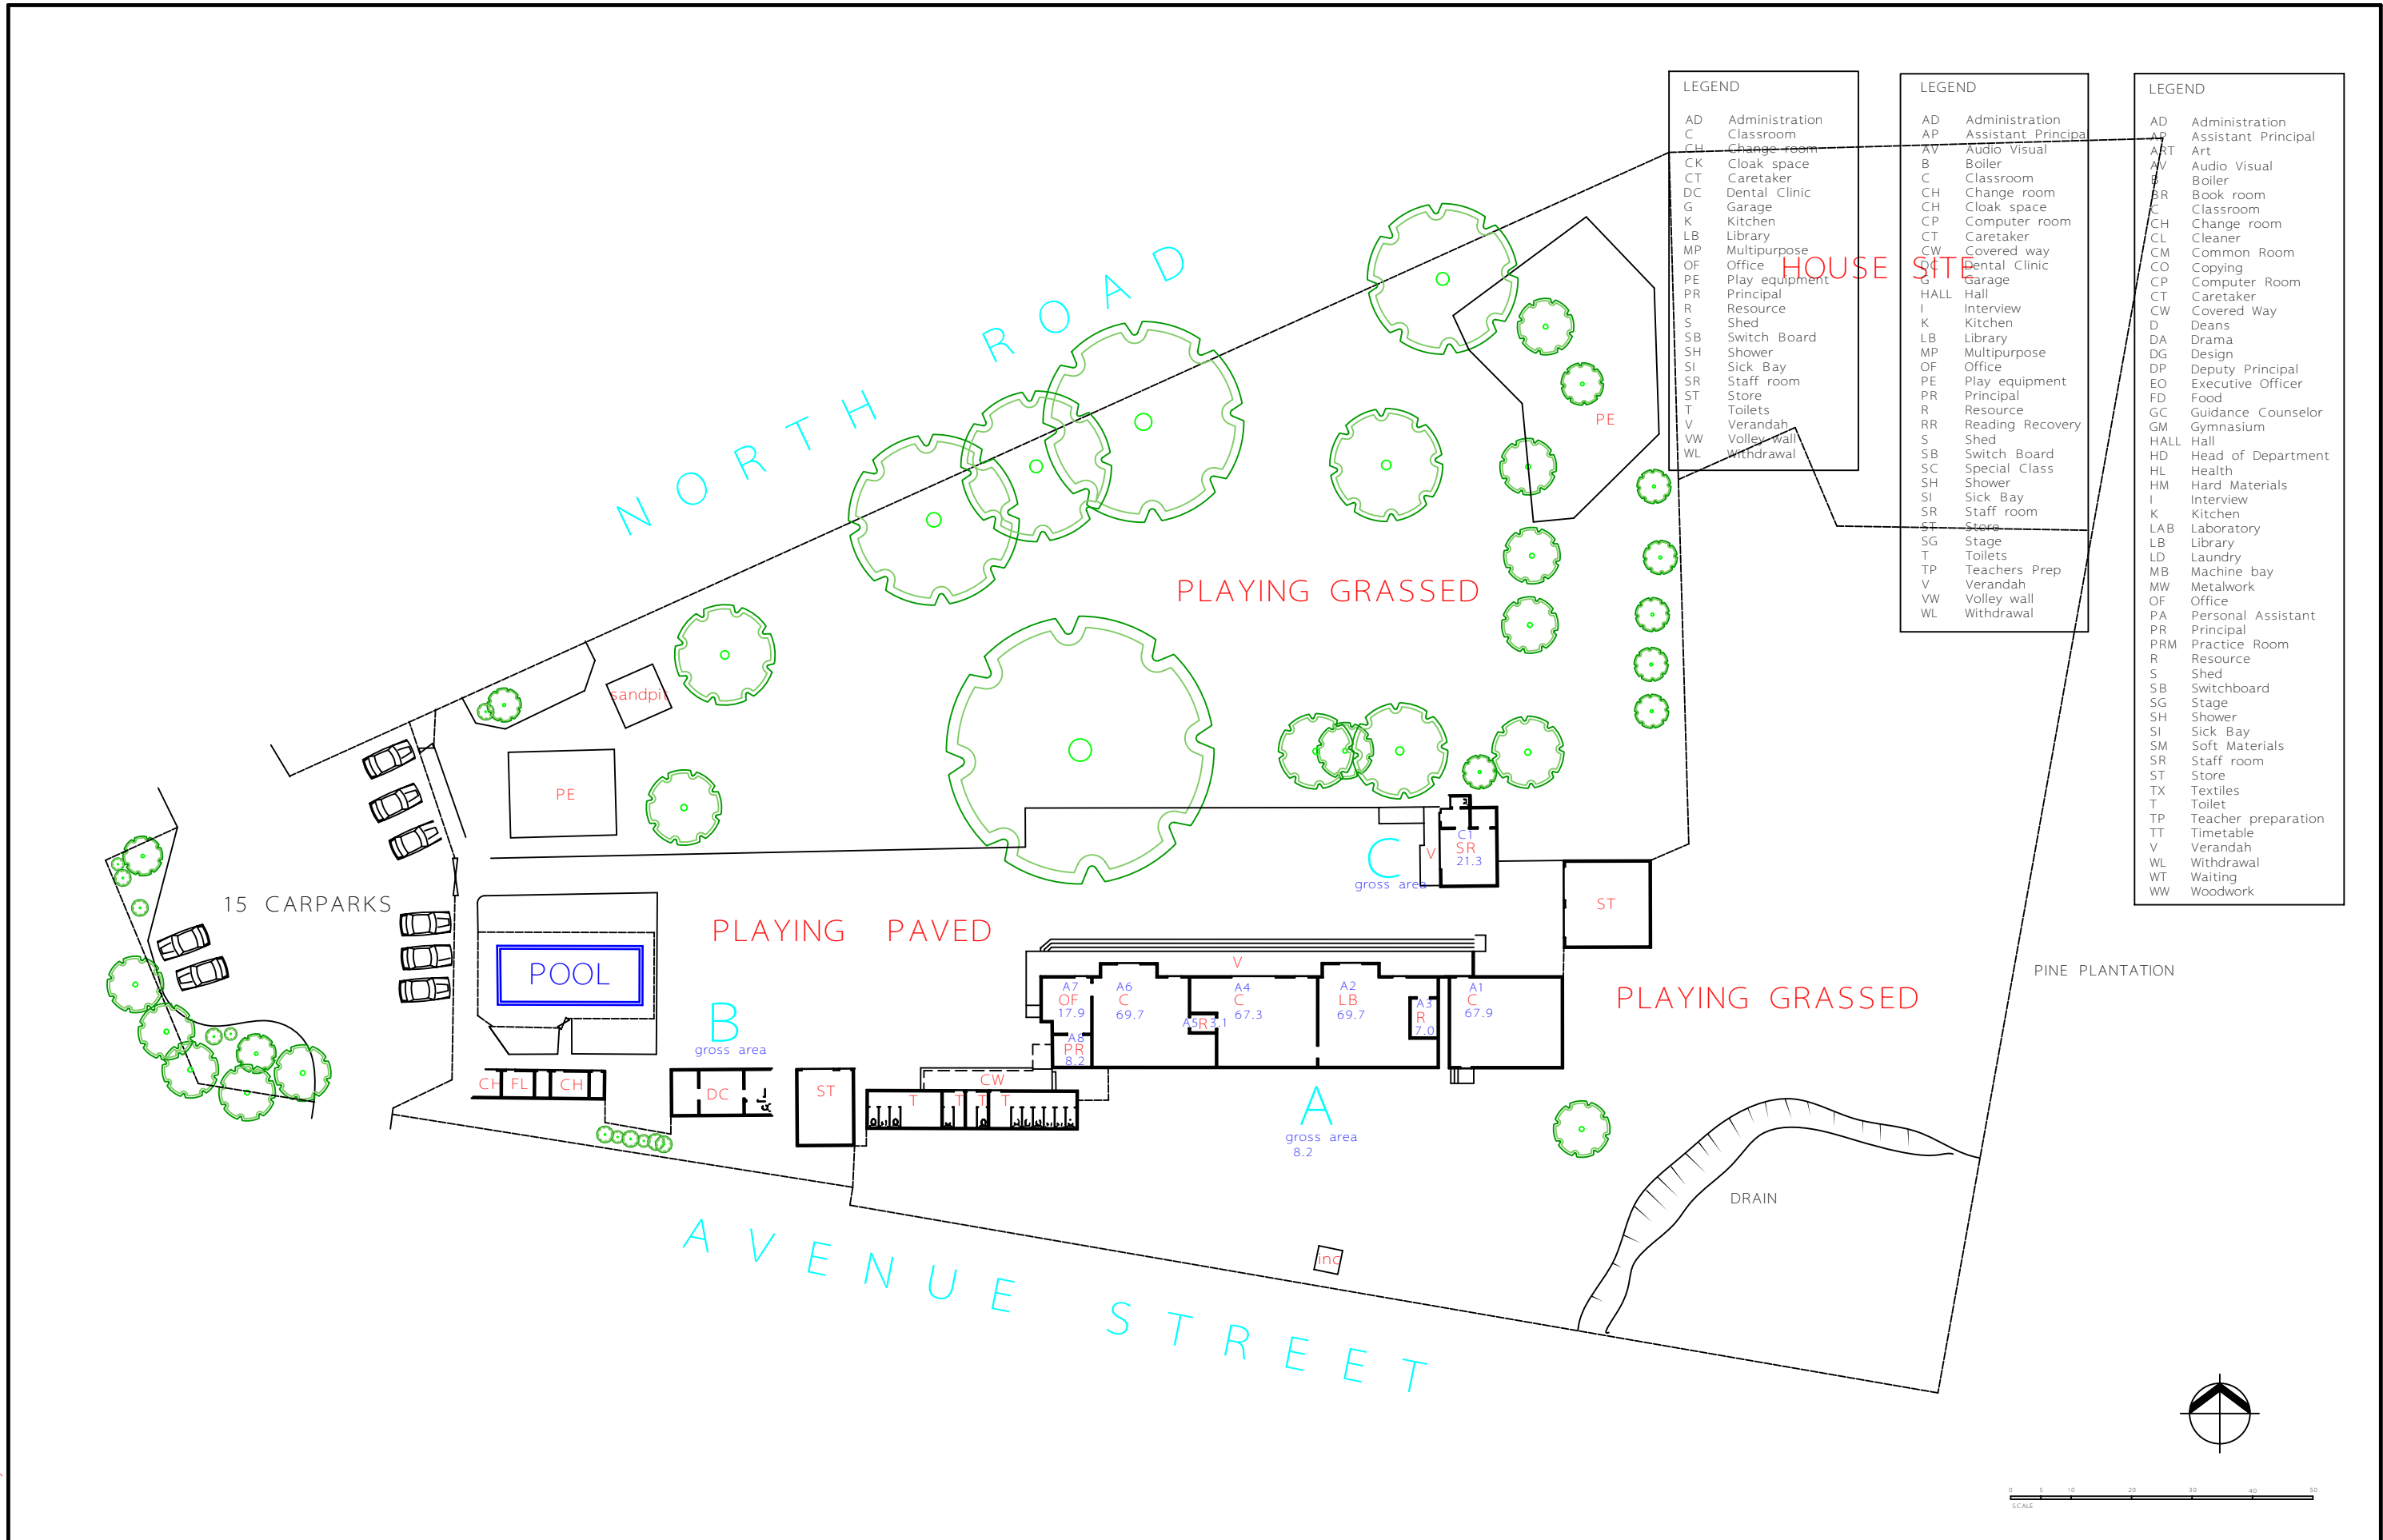 LEGEND
AD Administration
C Classroom
CH Change room
CK Cloak space
CT Caretaker
DC Dental Clinic
G Garage
K Kitchen
LB Library
MP Multipurpose
OF Office
PE Play equipment
PR Principal
R Resource
S Shed
SB Switch Board
SH Shower
SI Sick Bay
SR Staff room
ST Store
T Toilets
V Verandah
VW Volley wall
WL Withdrawal
LEGEND
AD Administration
AP Assistant Principal
AV Audio Visual
B Boiler
C Classroom
CH Change room
CH Cloak space
CP Computer room
CT Caretaker
CW Covered way
DC Dental Clinic
G Garage
HALL Hall
I Interview
K Kitchen
LB Library
MP Multipurpose
OF Office
PE Play equipment
PR Principal
R Resource
RR Reading Recovery
S Shed
SB Switch Board
SC Special Class
SH Shower
SI Sick Bay
SR Staff room
ST Store
SG Stage
T Toilets
TP Teachers Prep
V Verandah
VW Volley wall
WL Withdrawal
LEGEND
AD Administration
AP Assistant Principal
ART Art
AV Audio Visual
B Boiler
BR Book room
C Classroom
CH Change room
CL Cleaner
CM Common Room
CO Copying
CP Computer Room
CT Caretaker
CW Covered Way
D Deans
DA Drama
DG Design
DP Deputy Principal
EO Executive Officer
FD Food
GC Guidance Counselor
GM Gymnasium
HALL Hall
HD Head of Department
HL Health
HM Hard Materials
I Interview
K Kitchen
LAB Laboratory
LB Library
LD Laundry
MB Machine bay
MW Metalwork
OF Office
PA Personal Assistant
PR Principal
PRM Practice Room
R Resource
S Shed
SB Switchboard
SG Stage
SH Shower
SI Sick Bay
SM Soft Materials
SR Staff room
ST Store
TX Textiles
T Toilet
TP Teacher preparation
TT Timetable
V Verandah
WL Withdrawal
WT Waiting
WW Woodwork
HOUSE SITE
NORTH ROAD
PE
PLAYING GRASSED
sandpit
PE
15 CARPARKS
POOL
PLAYING PAVED
C
gross area
C1
SR
21.3
V
ST
V
A7
OF
17.9
A8
PR
8.2
A6
C
69.7
A5 R 3.1
A4
C
67.3
A2
LB
69.7
A3
R
7.0
A1
C
67.9
PLAYING GRASSED
PINE PLANTATION
B
gross area
CH FL CH
DC
ST
CW
T T T T
A
gross area
8.2
DRAIN
inc
AVENUE STREET
0 5 10 20 30 40 50
SCALE